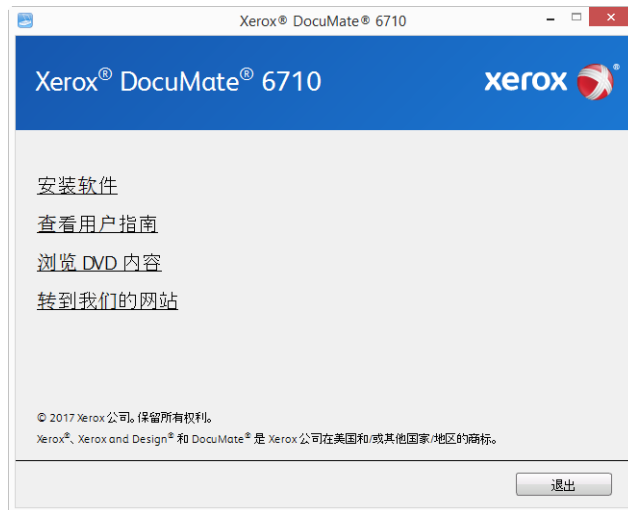 Xerox® DocuMate® 6710
Xerox® DocuMate® 6710
xerox®
安装软件
查看用户指南
浏览 DVD 内容
转到我们的网站
© 2017 Xerox 公司。保留所有权利。
Xerox®、Xerox and Design® 和 DocuMate® 是 Xerox 公司在美国和/或其他国家/地区的商标。
退出